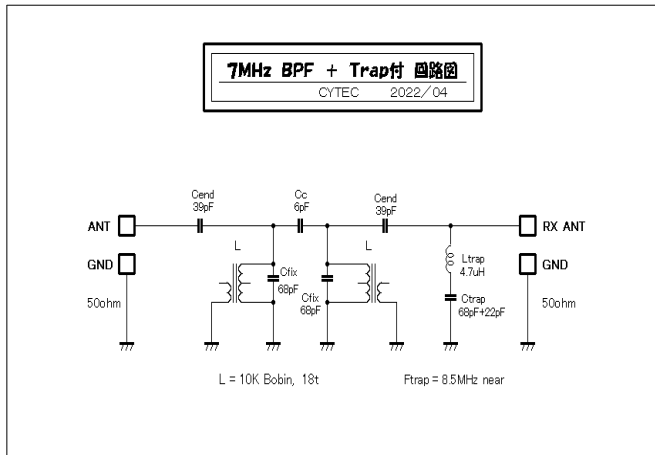 7MHz BPF + Trap付 回路図
CYTEC 2022/04
Cend
39pF
Cc
6pF
Cend
39pF
ANT
RX ANT
L
L
GND
Cfix
68pF
Cfix
68pF
Ltrap
4.7uH
GND
50ohm
Ctrap
68pF+22pF
50ohm
L = 10K Bobin, 18t
Ftrap = 8.5MHz near